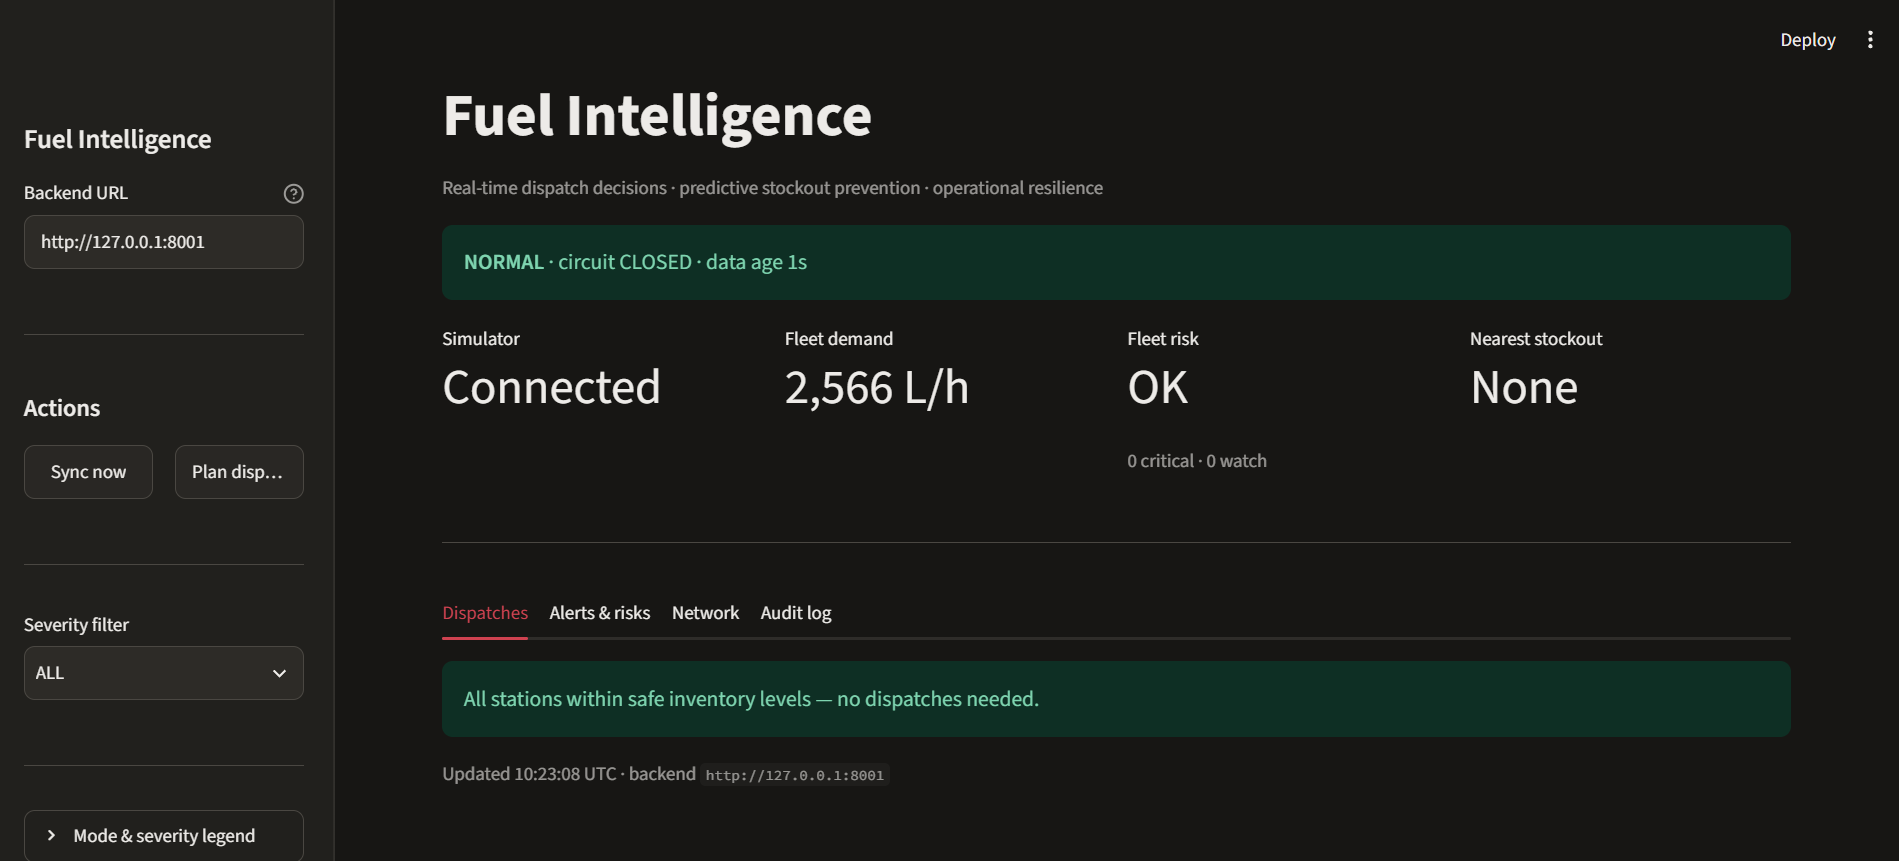 Deploy
Fuel Intelligence
Backend URL
http://127.0.0.1:8001
Actions
Sync now
Plan disp...
Severity filter
ALL
Mode & severity legend
Fuel Intelligence
Real-time dispatch decisions · predictive stockout prevention · operational resilience
NORMAL · circuit CLOSED · data age 1s
Simulator
Connected
Fleet demand
2,566 L/h
Fleet risk
OK
0 critical · 0 watch
Nearest stockout
None
Dispatches Alerts & risks Network Audit log
All stations within safe inventory levels — no dispatches needed.
Updated 10:23:08 UTC · backend http://127.0.0.1:8001